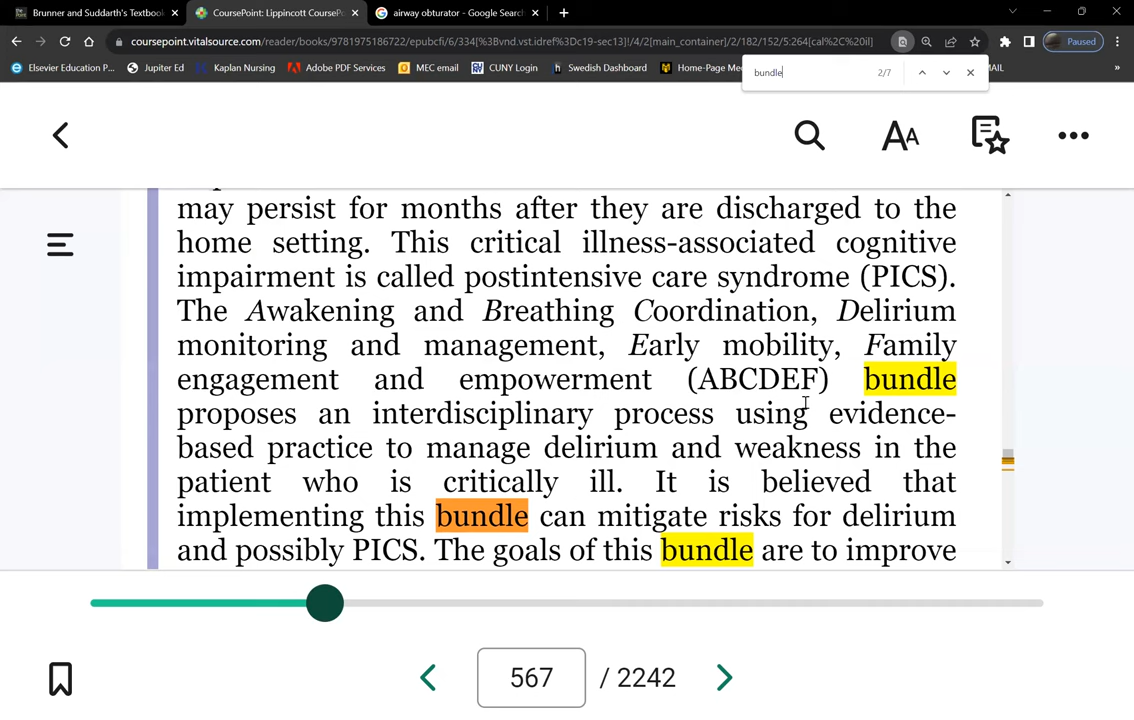 Brunner and Suddarth's Textbook
CoursePoint: Lippincott CourseP
airway obturator - Google Search
coursepoint.vitalsource.com/reader/books/9781975186722/epubcfi/6/334[%3Bvnd.vst.idref%3Dc19-sec13]!/4/2[main_container]/2/182/152/5:264[cal%2C%20il]
Paused
Elsevier Education P...
Jupiter Ed
Kaplan Nursing
Adobe PDF Services
MEC email
CUNY Login
Swedish Dashboard
Home-Page Me
AIL
bundle
2/7
AA
may persist for months after they are discharged to the
home setting. This critical illness-associated cognitive
impairment is called postintensive care syndrome (PICS).
The Awakening and Breathing Coordination, Delirium
monitoring and management, Early mobility, Family
engagement and empowerment (ABCDEF) bundle
proposes an interdisciplinary process using evidence-
based practice to manage delirium and weakness in the
patient who is critically ill. It is believed that
implementing this bundle can mitigate risks for delirium
and possibly PICS. The goals of this bundle are to improve
567 / 2242